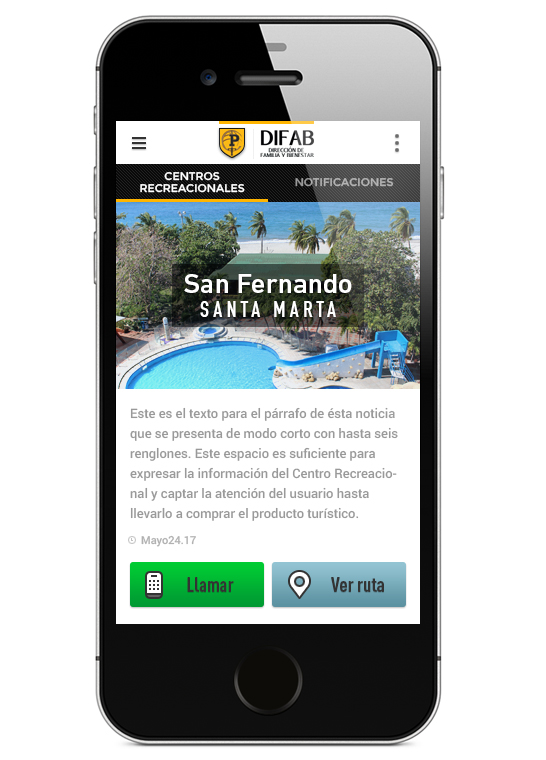 P
DIFAB
DIRECCIÓN DE
FAMILIA Y BIENESTAR
CENTROS
RECREACIONALES
NOTIFICACIONES
San Fernando
SANTA MARTA
Este es el texto para el párrafo de ésta noticia
que se presenta de modo corto con hasta seis
renglones. Este espacio es suficiente para
expresar la información del Centro Recreacio-
nal y captar la atención del usuario hasta
llevarlo a comprar el producto turístico.
Mayo24.17
Llamar
Ver ruta